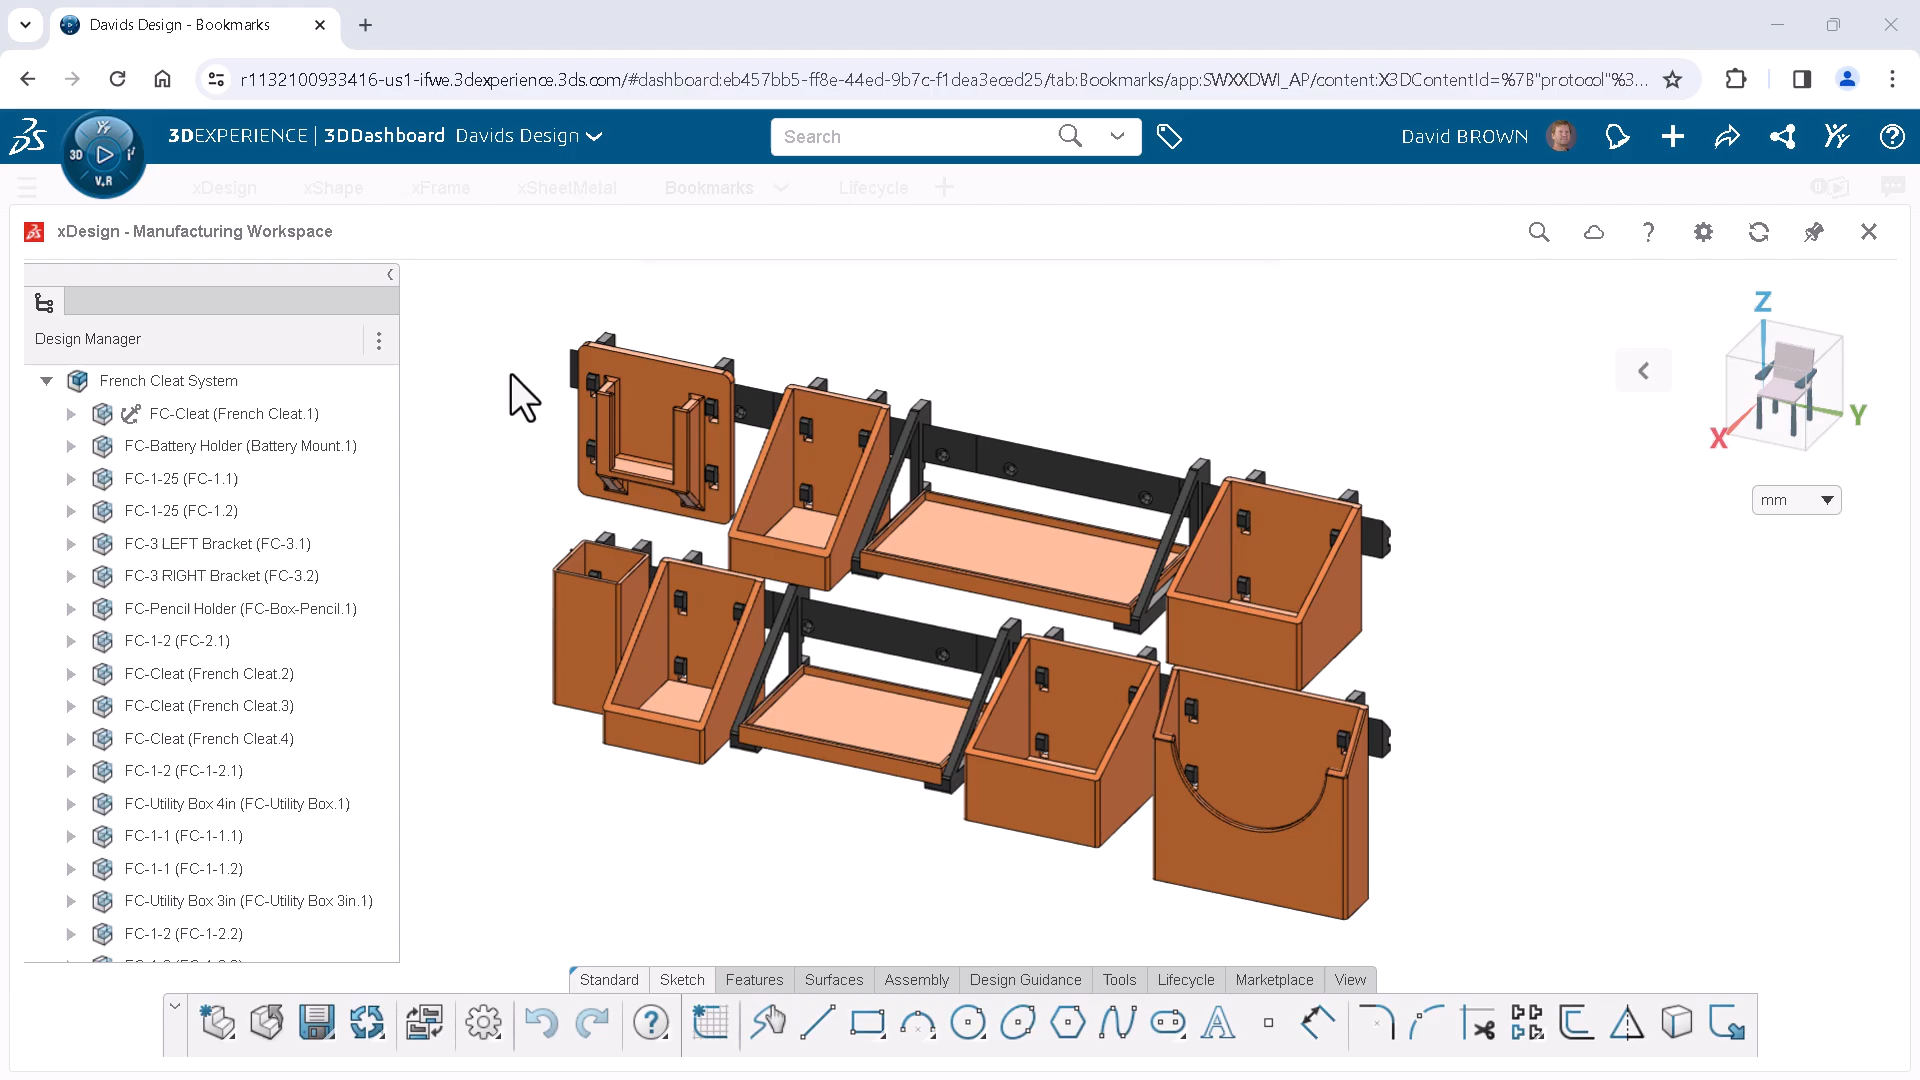 Davids Design - Bookmarks
r1132100933416-us1-ifwe.3dexperience.3ds.com/#dashboard:eb457bb5-ff8e-44ed-9b7c-f1dea3eced25/tab:Bookmarks/app:SWXXDWI_AP/content:X3DContentId=%7B"protocol"%3...
3D
V.R
3DEXPERIENCE | 3DDashboard Davids Design
Search
David BROWN
xDesign xShape xFrame xSheetMetal Bookmarks Lifecycle
xDesign - Manufacturing Workspace
Design Manager
French Cleat System
FC-Cleat (French Cleat.1)
FC-Battery Holder (Battery Mount.1)
FC-1-25 (FC-1.1)
FC-1-25 (FC-1.2)
FC-3 LEFT Bracket (FC-3.1)
FC-3 RIGHT Bracket (FC-3.2)
FC-Pencil Holder (FC-Box-Pencil.1)
FC-1-2 (FC-2.1)
FC-Cleat (French Cleat.2)
FC-Cleat (French Cleat.3)
FC-Cleat (French Cleat.4)
FC-1-2 (FC-1-2.1)
FC-Utility Box 4in (FC-Utility Box.1)
FC-1-1 (FC-1-1.1)
FC-1-1 (FC-1-1.2)
FC-Utility Box 3in (FC-Utility Box 3in.1)
FC-1-2 (FC-1-2.2)
Z
Y
X
mm
Standard Sketch Features Surfaces Assembly Design Guidance Tools Lifecycle Marketplace View